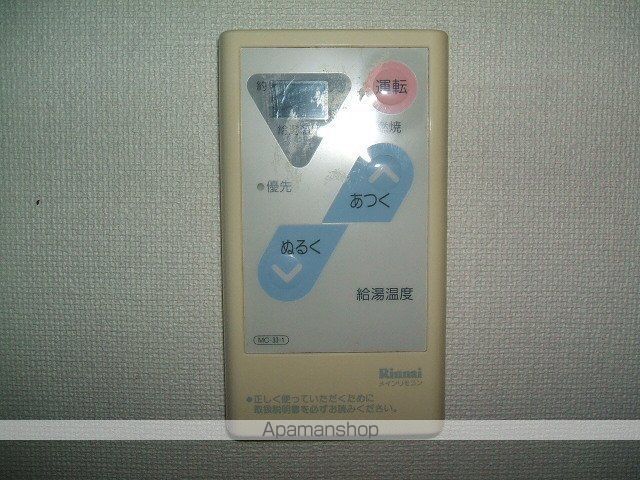 約
運転
燃焼
優先
あつく
ぬるく
給湯温度
MC-33-1
Rinnai
メインリモコン
●正しく使っていただくために
取扱説明書を必ずお読みください。
Apamanshop